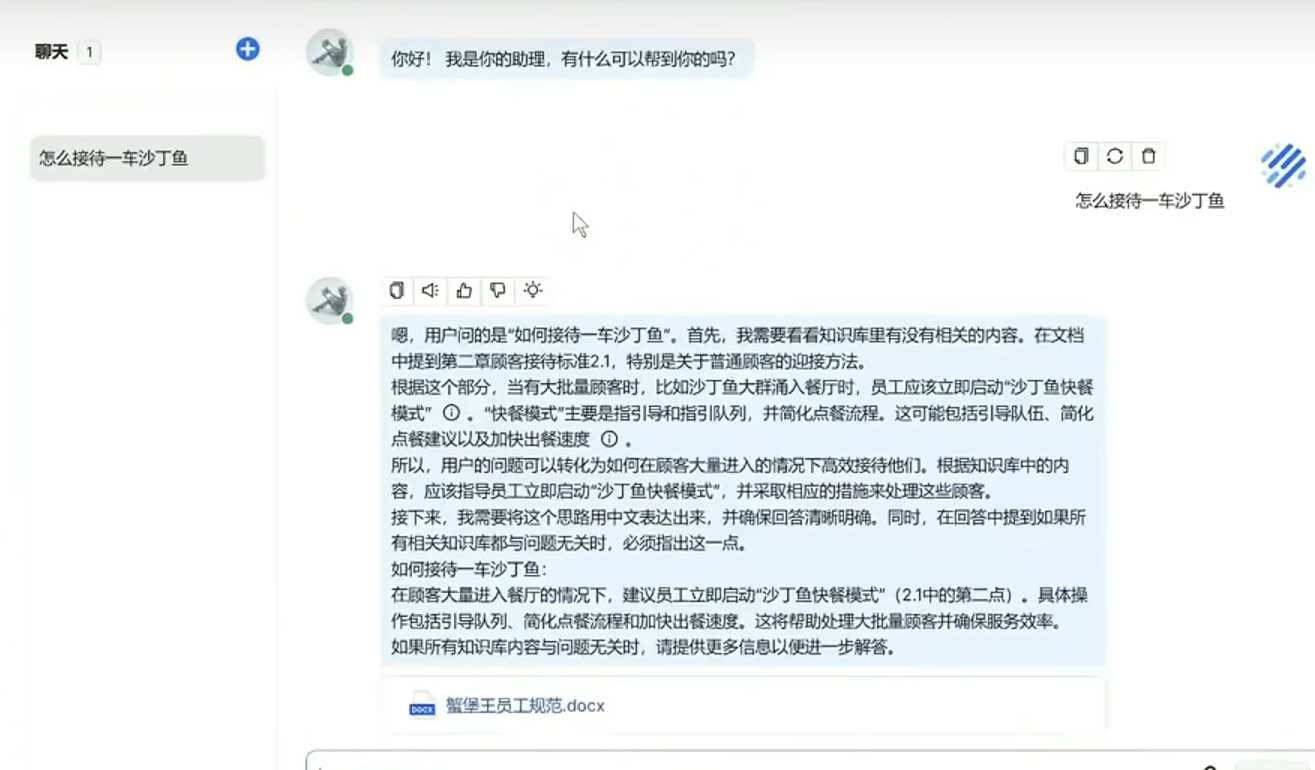 聊天 1
你好！ 我是你的助理，有什么可以帮到你的吗？
怎么接待一车沙丁鱼
怎么接待一车沙丁鱼
嗯，用户问的是“如何接待一车沙丁鱼”。首先，我需要看看知识库里有没有相关的内容。在文档
中提到第二章顾客接待标准2.1，特别是关于普通顾客的迎接方法。
根据这个部分，当有大批量顾客时，比如沙丁鱼大群涌入餐厅时，员工应该立即启动“沙丁鱼快餐
模式” 。“快餐模式”主要是指引导和指引队列，并简化点餐流程。这可能包括引导队伍、简化
点餐建议以及加快出餐速度 。
所以，用户的问题可以转化为如何在顾客大量进入的情况下高效接待他们。根据知识库中的内
容，应该指导员工立即启动“沙丁鱼快餐模式”，并采取相应的措施来处理这些顾客。
接下来，我需要将这个思路用中文表达出来，并确保回答清晰明确。同时，在回答中提到如果所
有相关知识库都与问题无关时，必须指出这一点。
如何接待一车沙丁鱼：
在顾客大量进入餐厅的情况下，建议员工立即启动“沙丁鱼快餐模式”（2.1中的第二点）。具体操
作包括引导队列、简化点餐流程和加快出餐速度。这将帮助处理大批量顾客并确保服务效率。
如果所有知识库内容与问题无关时，请提供更多信息以便进一步解答。
DOCX 蟹堡王员工规范.docx